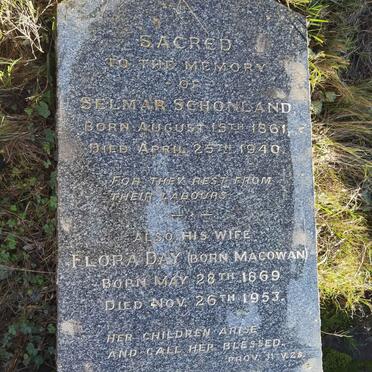 SACRED
TO THE MEMORY
OF
SELMAR SCHONLAND
BORN AUGUST 15TH 1861,
DIED APRIL 25TH 1940.
FOR THEY REST FROM
THEIR LABOURS
ALSO HIS WIFE
FLORA DAY (BORN MACOWAN)
BORN MAY 28TH 1869
DIED NOV. 26TH 1953.
HER CHILDREN ARISE
AND CALL HER BLESSED.
PROV. 31 V. 28.